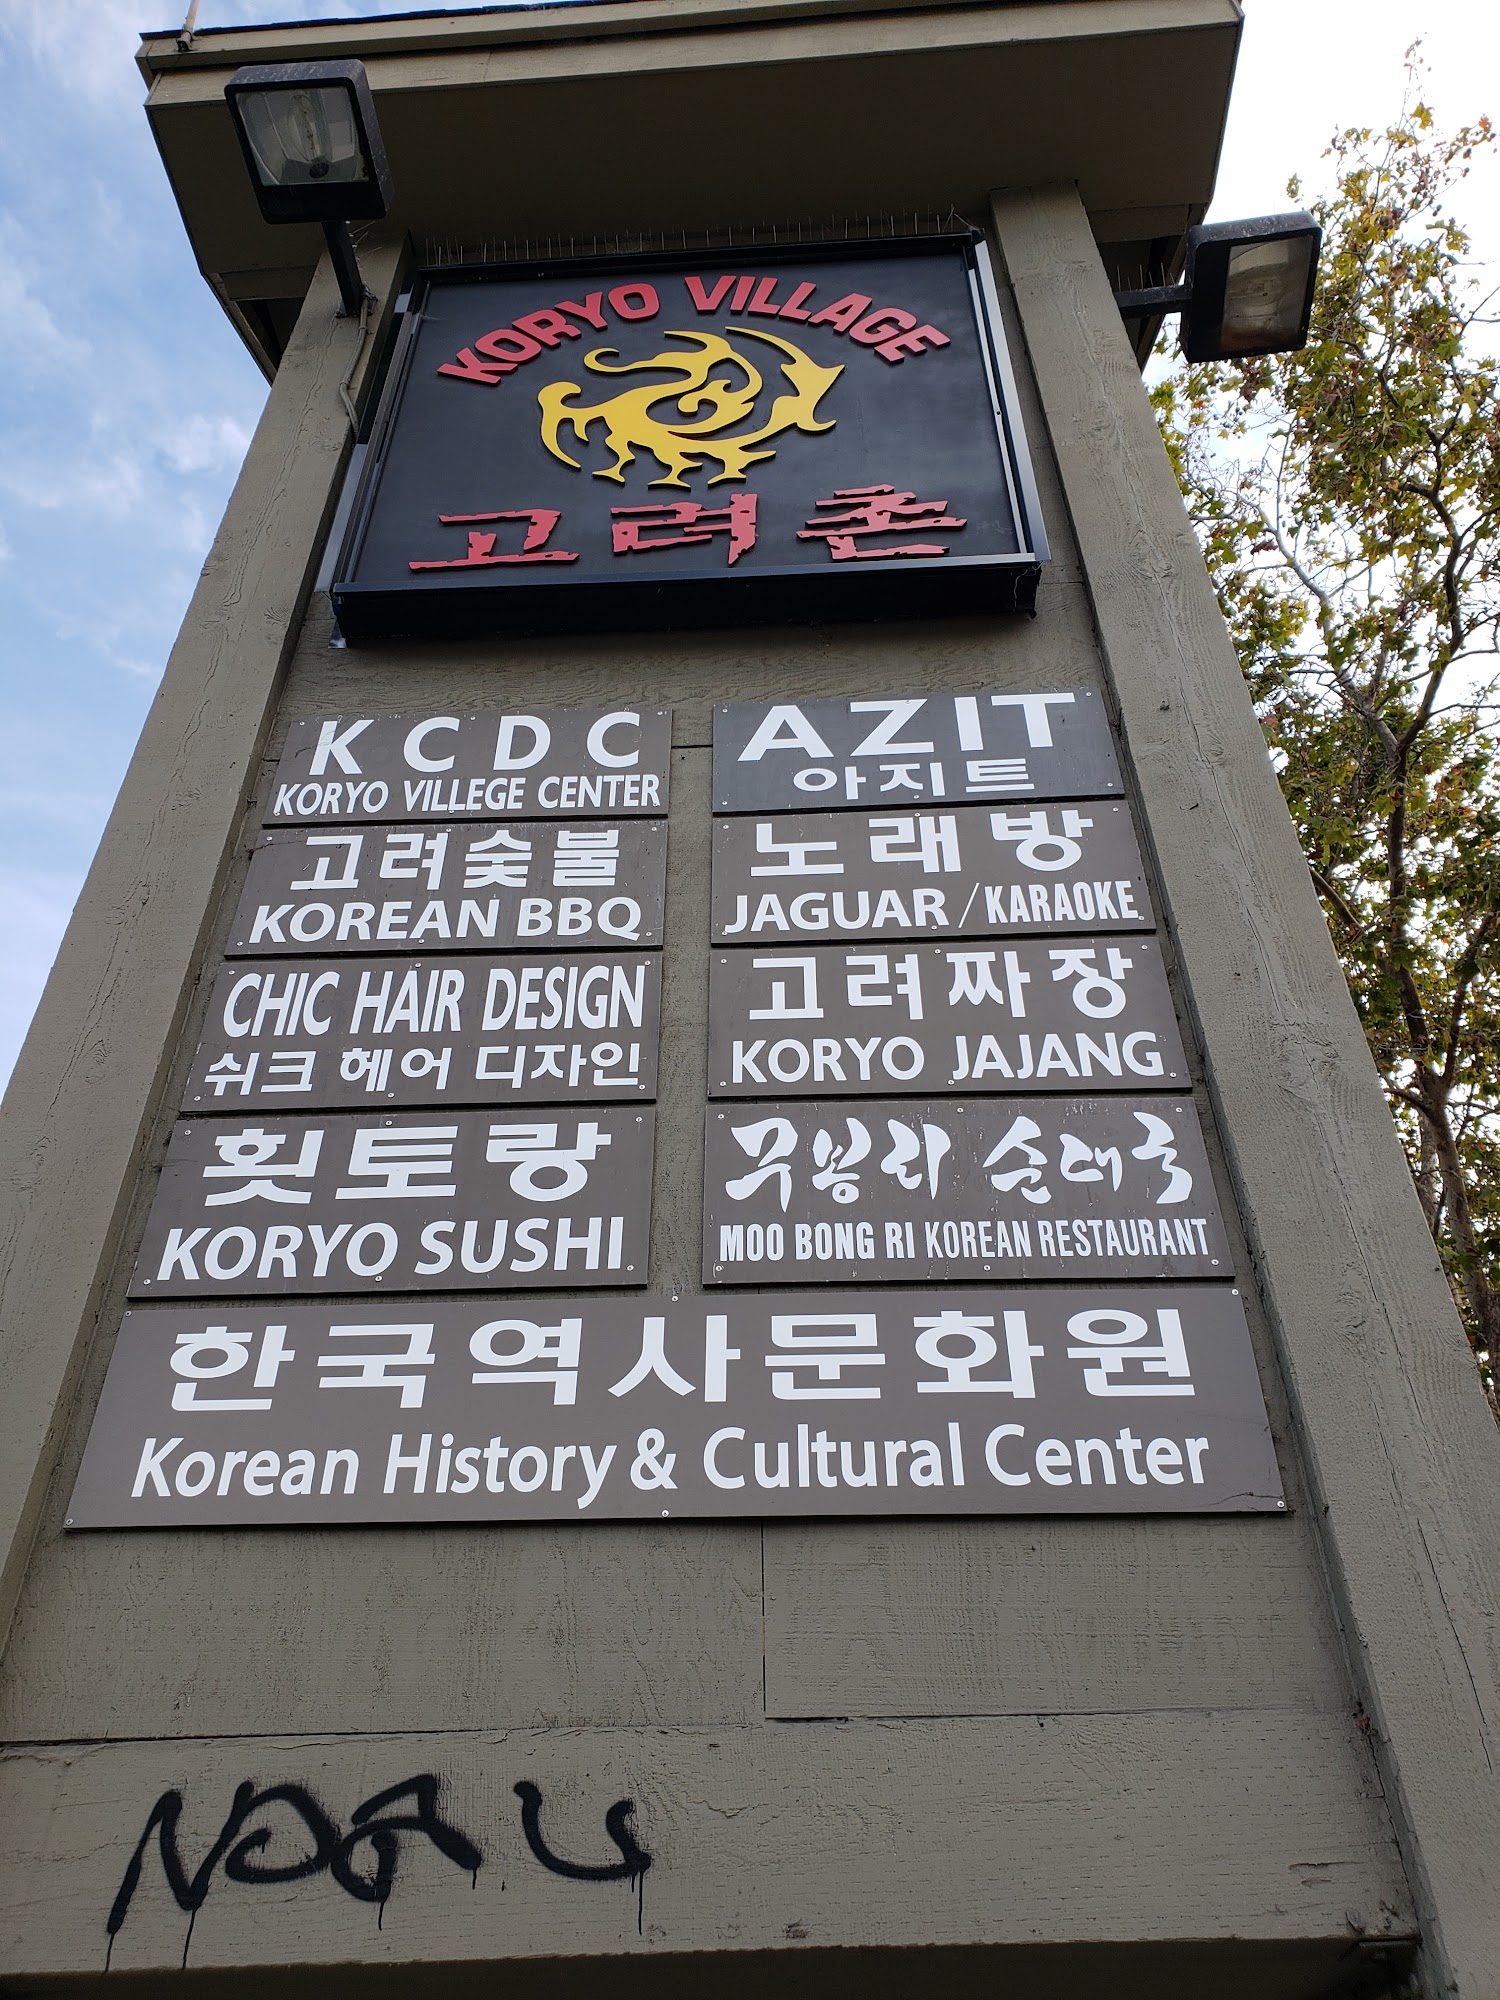 KORYO VILLAGE
고려촌
K C D C
KORYO VILLEGE CENTER
AZIT
아지트
고려숯불
KOREAN BBQ
노래방
JAGUAR / KARAOKE
CHIC HAIR DESIGN
쉬크 헤어 디자인
고려짜장
KORYO JAJANG
횟토랑
KORYO SUSHI
무봉리 순대국
MOO BONG RI KOREAN RESTAURANT
한국역사문화원
Korean History & Cultural Center